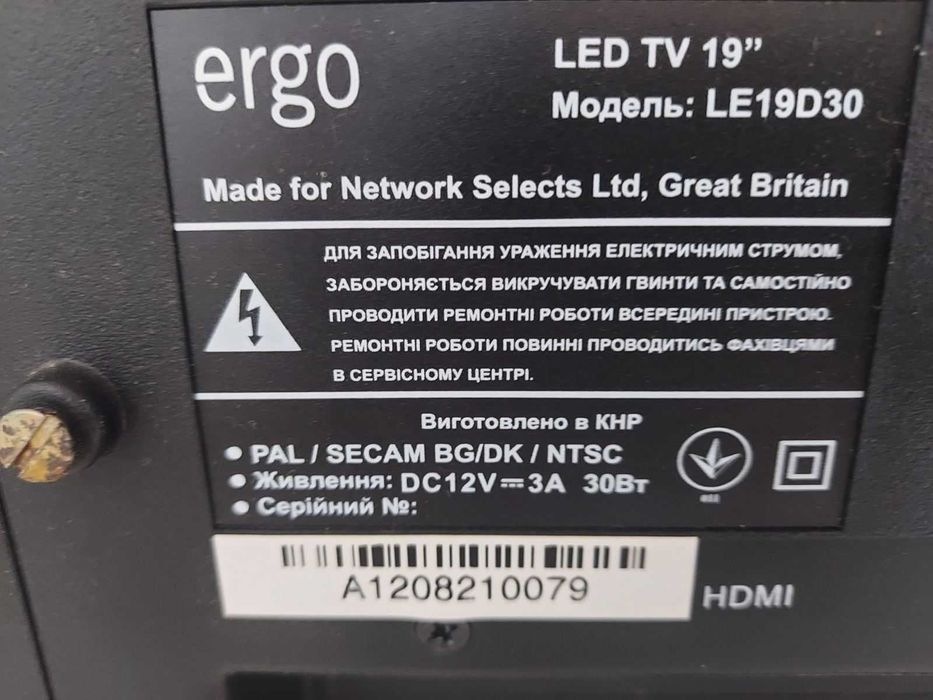 ergo
LED TV 19”
Модель: LE19D30
Made for Network Selects Ltd, Great Britain
ДЛЯ ЗАПОБІГАННЯ УРАЖЕННЯ ЕЛЕКТРИЧНИМ СТРУМОМ,
ЗАБОРОНЯЄТЬСЯ ВИКРУЧУВАТИ ГВИНТИ ТА САМОСТІЙНО
ПРОВОДИТИ РЕМОНТНІ РОБОТИ ВСЕРЕДИНІ ПРИСТРОЮ.
РЕМОНТНІ РОБОТИ ПОВИННІ ПРОВОДИТИСЬ ФАХІВЦЯМИ
В СЕРВІСНОМУ ЦЕНТРІ.
Виготовлено в КНР
• PAL / SECAM BG/DK / NTSC
• Живлення: DC12V⎓3A 30Вт
• Серійний №:
A1208210079
HDMI